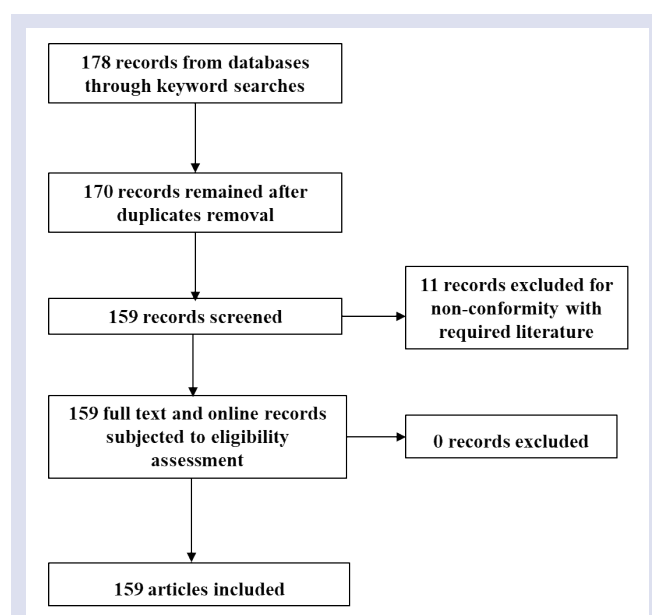 178 records from databases
through keyword searches
170 records remained after
duplicates removal
159 records screened
11 records excluded for
non-conformity with
required literature
159 full text and online records
subjected to eligibility
assessment
0 records excluded
159 articles included